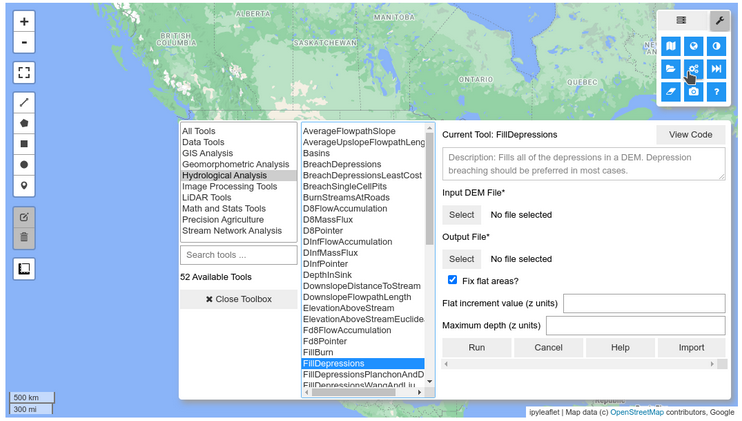 ALBERTA
MANITOBA
BRITISH
COLUMBIA
SASKATCHEWAN
ONTARIO
QUEBEC
+
-
?
All Tools
Data Tools
GIS Analysis
Geomorphometric Analysis
Hydrological Analysis
Image Processing Tools
LiDAR Tools
Math and Stats Tools
Precision Agriculture
Stream Network Analysis
Search tools ...
52 Available Tools
Close Toolbox
AverageFlowpathSlope
AverageUpslopeFlowpathLeng
Basins
BreachDepressions
BreachDepressionsLeastCost
BreachSingleCellPits
BurnStreamsAtRoads
D8FlowAccumulation
D8MassFlux
D8Pointer
DInfFlowAccumulation
DInfMassFlux
DInfPointer
DepthInSink
DownslopeDistanceToStream
DownslopeFlowpathLength
ElevationAboveStream
ElevationAboveStreamEuclide
Fd8FlowAccumulation
Fd8Pointer
FillBurn
FillDepressions
FillDepressionsPlanchonAndD
FillDepressionsWangAndLiu
Current Tool: FillDepressions
View Code
Description: Fills all of the depressions in a DEM. Depression
breaching should be preferred in most cases.
Input DEM File*
Select No file selected
Output File*
Select No file selected
Fix flat areas?
Flat increment value (z units)
Maximum depth (z units)
Run Cancel Help Import
500 km
300 mi
ipyleaflet | Map data (c) OpenStreetMap contributors, Google